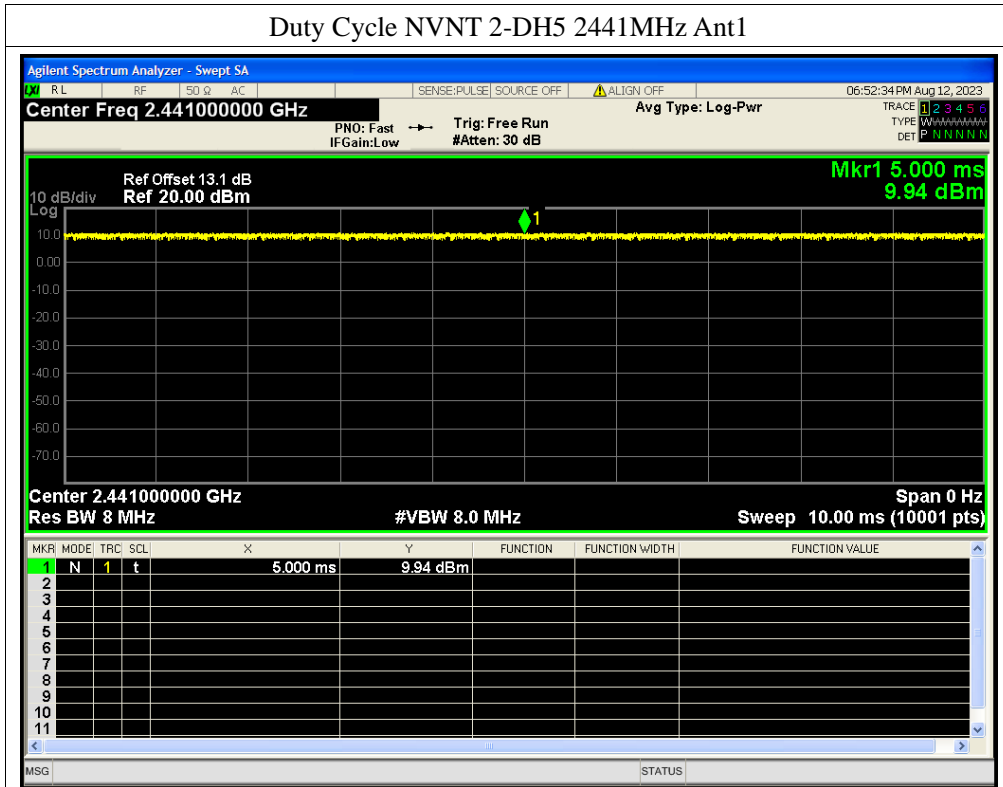 Duty Cycle NVNT 2-DH5 2441MHz Ant1
Agilent Spectrum Analyzer - Swept SA
LXI RL RF 50 Ω AC SENSE:PULSE SOURCE OFF ALIGN OFF 06:52:34 PM Aug 12, 2023
Center Freq 2.441000000 GHz Avg Type: Log-Pwr TRACE 1 2 3 4 5 6
PNO: Fast Trig: Free Run TYPE WWWWWW
IFGain:Low #Atten: 30 dB DET P N N N N N
Mkr1 5.000 ms
Ref Offset 13.1 dB
10 dB/div Ref 20.00 dBm 9.94 dBm
Log
1
10.0
0.00
-10.0
-20.0
-30.0
-40.0
-50.0
-60.0
-70.0
Center 2.441000000 GHz Span 0 Hz
Res BW 8 MHz #VBW 8.0 MHz Sweep 10.00 ms (10001 pts)
MKR MODE TRC SCL X Y FUNCTION FUNCTION WIDTH FUNCTION VALUE
1 N 1 t 5.000 ms 9.94 dBm
2
3
4
5
6
7
8
9
10
11
MSG STATUS